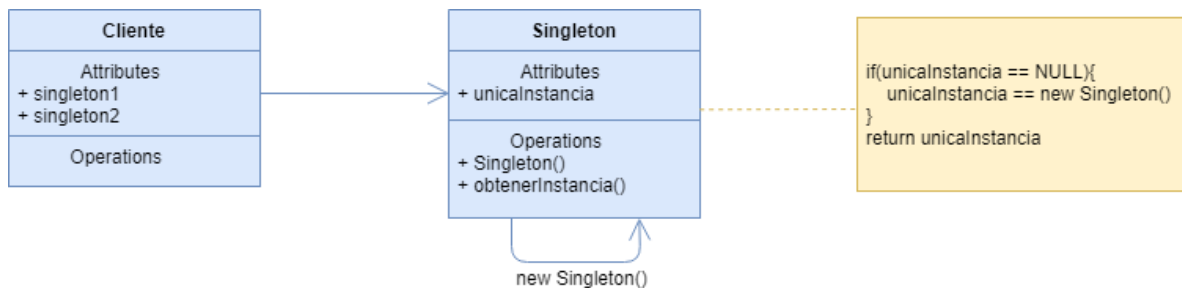 Cliente
Attributes
+ singleton1
+ singleton2
Operations
Singleton
Attributes
+ unicaInstancia
Operations
+ Singleton()
+ obtenerInstancia()
new Singleton()
if(unicaInstancia == NULL){
unicaInstancia == new Singleton()
}
return unicaInstancia